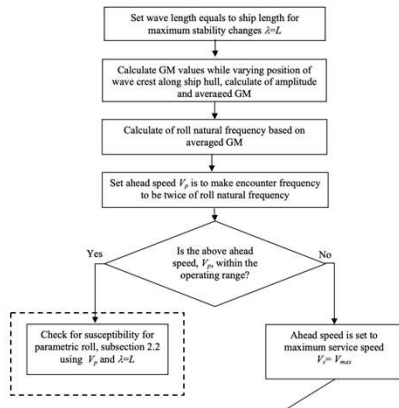 Set wave length equals to ship length for
maximum stability changes λ=L
Calculate GM values while varying position of
wave crest along ship hull, calculate of amplitude
and averaged GM
Calculate of roll natural frequency based on
averaged GM
Set ahead speed Vp is to make encounter frequency
to be twice of roll natural frequency
Yes
Is the above ahead
speed, Vp, within the
operating range?
No
Check for susceptibility for
parametric roll, subsection 2.2
using Vp and λ=L
Ahead speed is set to
maximum service speed
Vs= Vmax